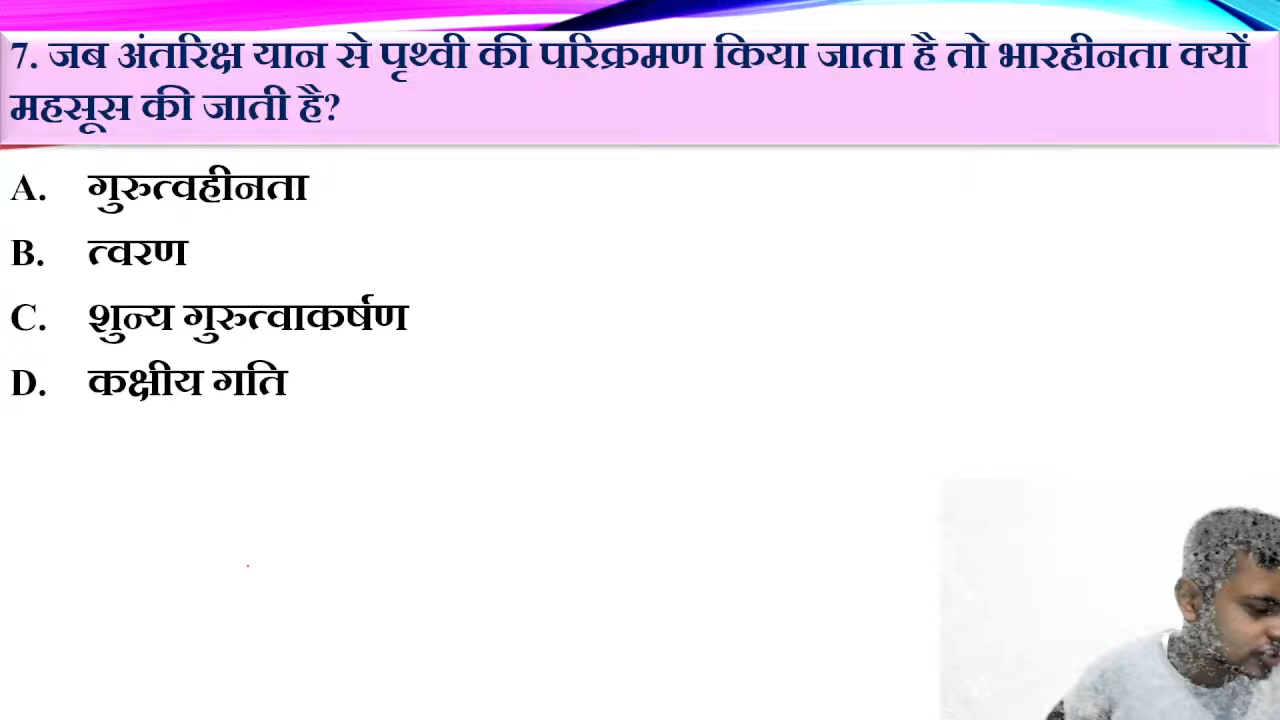 7. जब अंतरिक्ष यान से पृथ्वी की परिक्रमण किया जाता है तो भारहीनता क्यों
महसूस की जाती है?
A. गुरुत्वहीनता
B. त्वरण
C. शुन्य गुरुत्वाकर्षण
D. कक्षीय गति